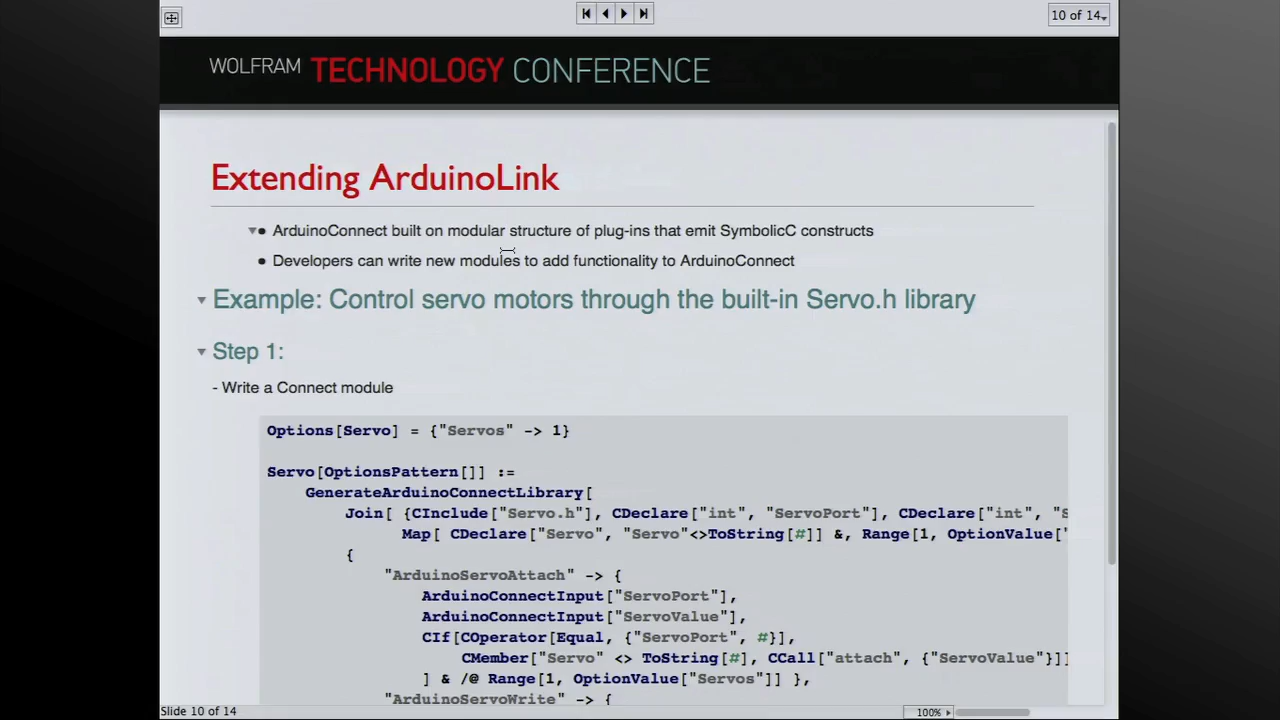 10 of 14
WOLFRAM TECHNOLOGY CONFERENCE
Extending ArduinoLink
ArduinoConnect built on modular structure of plug-ins that emit SymbolicC constructs
Developers can write new modules to add functionality to ArduinoConnect
Example: Control servo motors through the built-in Servo.h library
Step 1:
- Write a Connect module
Options[Servo] = {"Servos" -> 1}
Servo[OptionsPattern[]] :=
GenerateArduinoConnectLibrary[
Join[ {CInclude["Servo.h"], CDeclare["int", "ServoPort"], CDeclare["int", "S
Map[ CDeclare["Servo", "Servo"<>ToString[#]] &, Range[1, OptionValue["
{
"ArduinoServoAttach" -> {
ArduinoConnectInput["ServoPort"],
ArduinoConnectInput["ServoValue"],
CIf[COperator[Equal, {"ServoPort", #}],
CMember["Servo" <> ToString[#], CCall["attach", {"ServoValue"}]]
] & /@ Range[1, OptionValue["Servos"]] },
"ArduinoServoWrite" -> {
Slide 10 of 14
100%